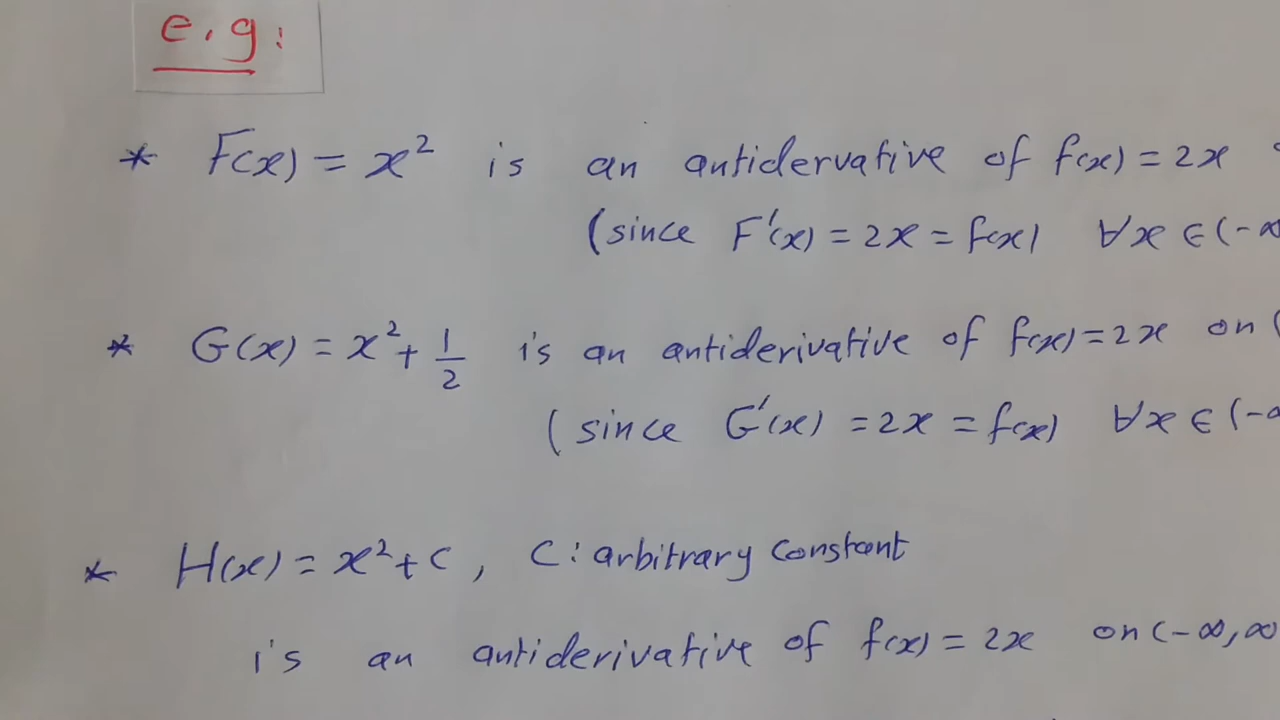 e.g:
* F(x) = x² is an antidervative of f(x) = 2x
(since F'(x) = 2x = f(x) ∀x ∈ (-∞
* G(x) = x² + 1/2 is an antiderivative of f(x) = 2x on (
(since G'(x) = 2x = f(x) ∀x ∈ (-∞
* H(x) = x² + C, C: arbitrary constant
is an antiderivative of f(x) = 2x on (-∞, ∞